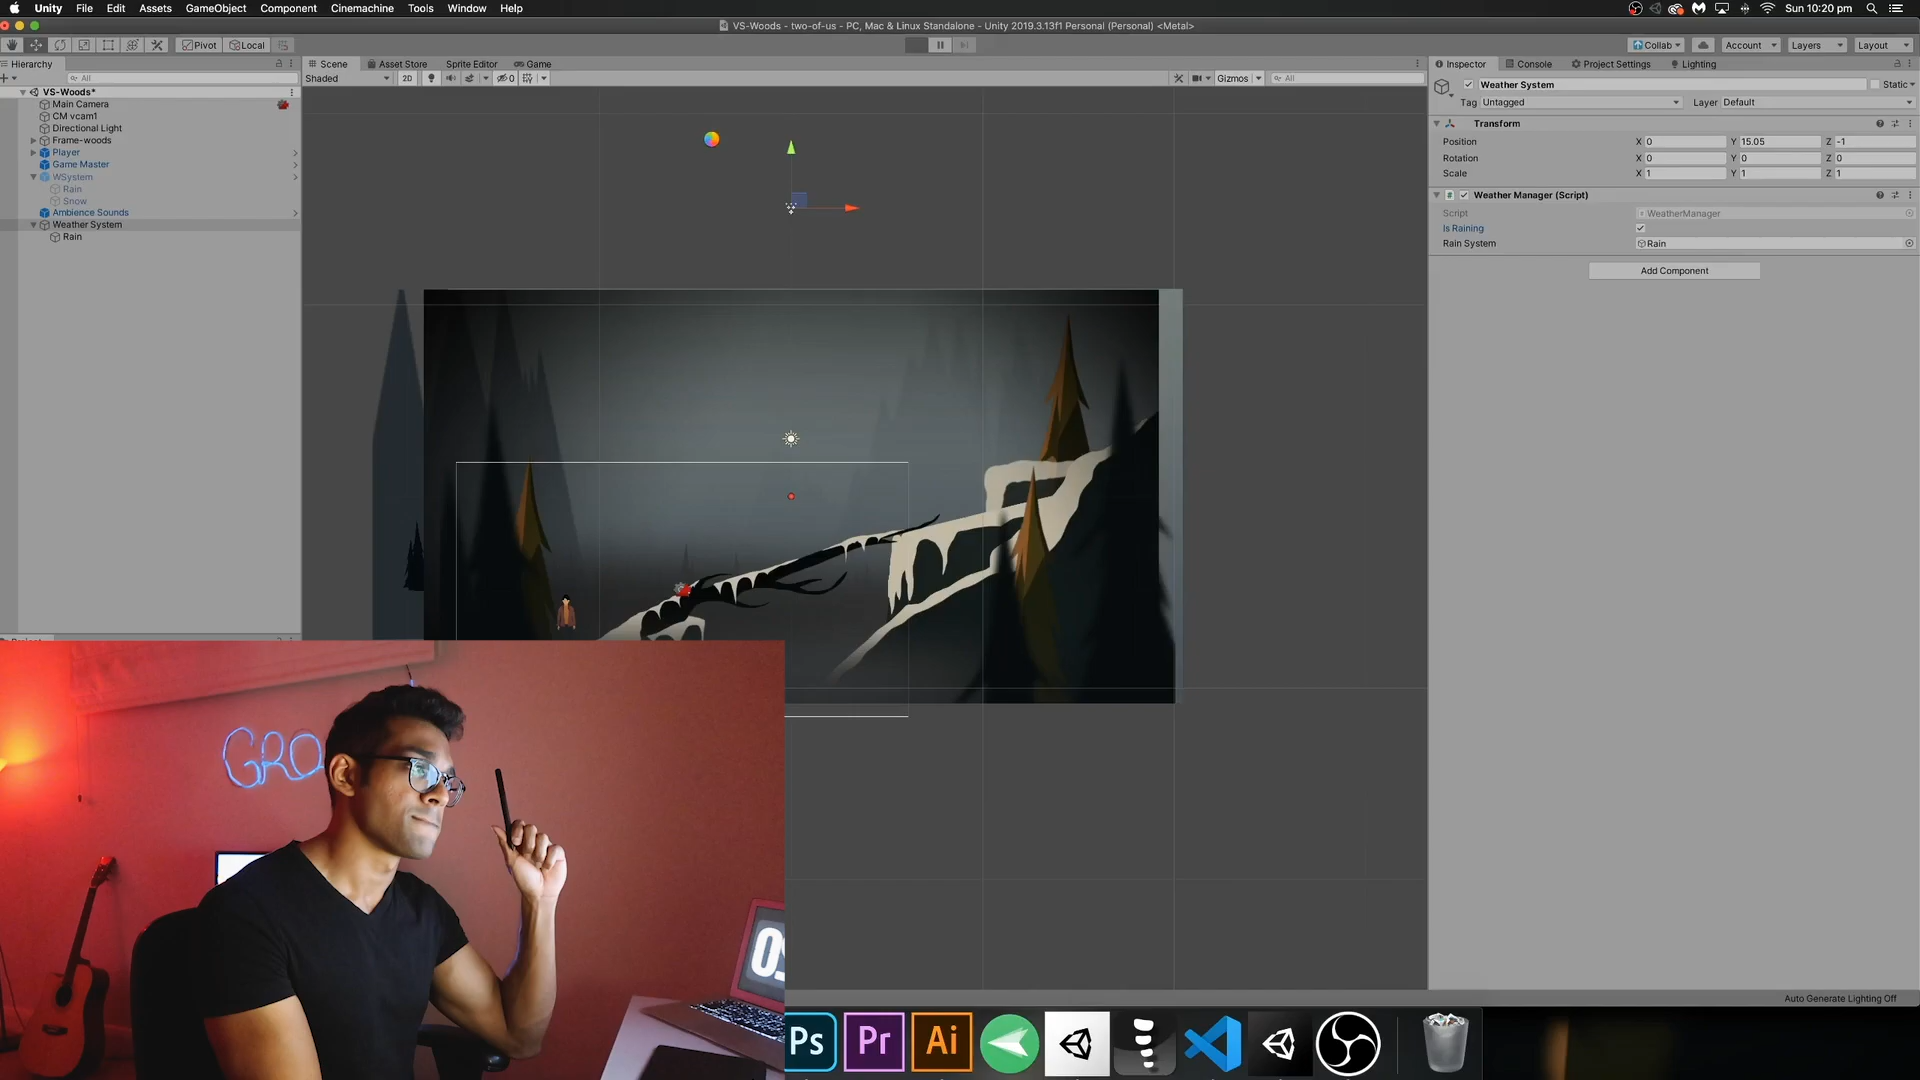 Unity File Edit Assets GameObject Component Cinemachine Tools Window Help
Sun 10:20 pm
VS-Woods - two-of-us - PC, Mac & Linux Standalone - Unity 2019.3.13f1 Personal (Personal) <Metal>
Pivot Local
Collab Account Layers Layout
Hierarchy
All
VS-Woods*
Main Camera
CM vcam1
Directional Light
Frame-woods
Player
Game Master
WSystem
Rain
Snow
Ambience Sounds
Weather System
Rain
Scene Asset Store Sprite Editor Game
Shaded 2D 0 Gizmos All
Inspector Console Project Settings Lighting
Weather System Static
Tag Untagged Layer Default
Transform
Position X 0 Y 15.05 Z -1
Rotation X 0 Y 0 Z 0
Scale X 1 Y 1 Z 1
Weather Manager (Script)
Script WeatherManager
Is Raining
Rain System Rain
Add Component
GRO
Auto Generate Lighting Off
Ps Pr Ai